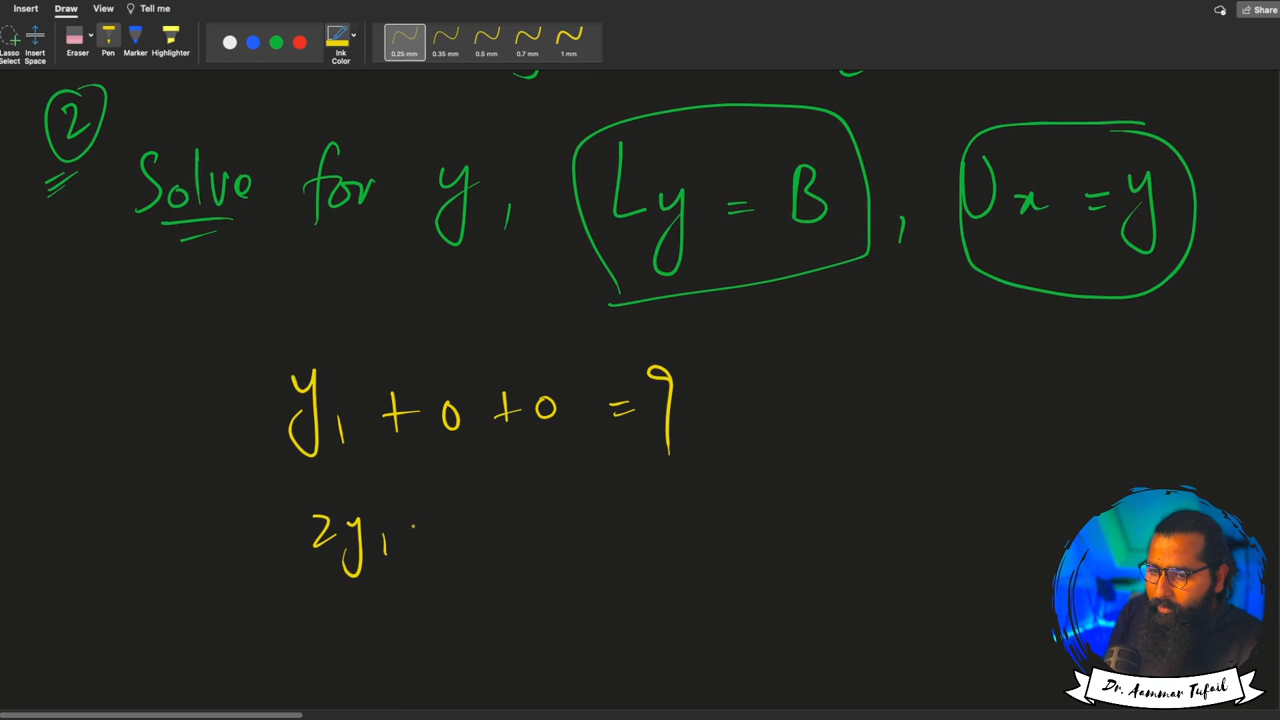 Insert Draw View Tell me Share
Lasso Select Insert Space Eraser Pen Marker Highlighter Ink Color 0.25 mm 0.35 mm 0.5 mm 0.7 mm 1 mm
2
Solve for y, Ly = B, Ux = y
y1 + 0 + 0 = 9
2y1
Dr. Aammar Tufail